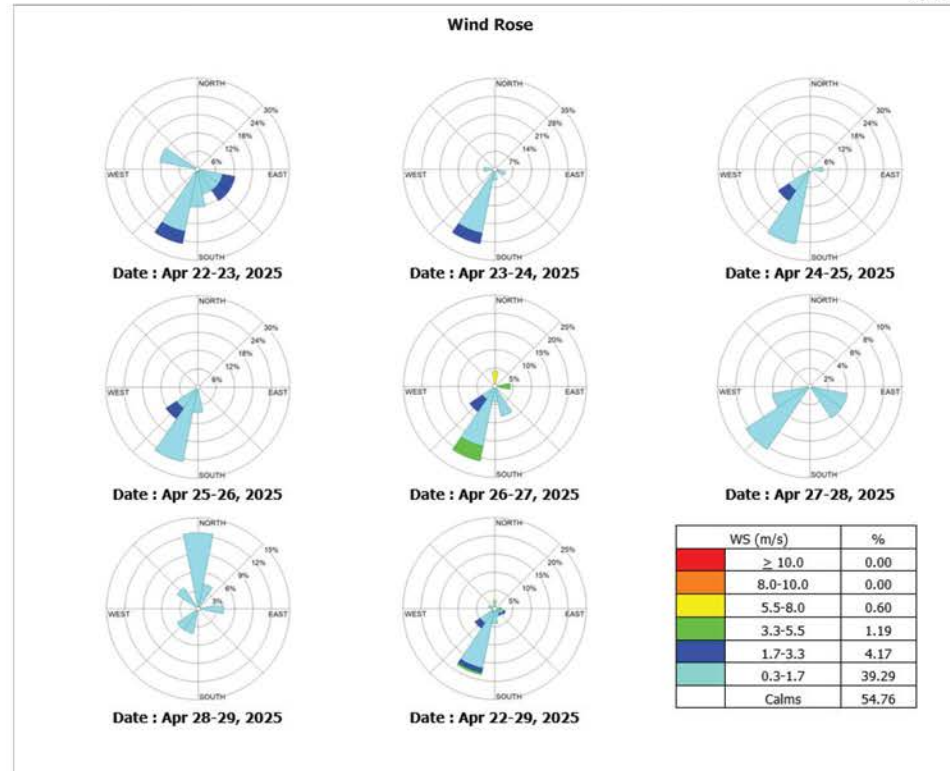 Wind Rose
NORTH
30%
24%
18%
12%
6%
WEST
EAST
SOUTH
Date : Apr 22-23, 2025
NORTH
35%
28%
21%
14%
7%
WEST
EAST
SOUTH
Date : Apr 23-24, 2025
NORTH
30%
24%
18%
12%
6%
WEST
EAST
SOUTH
Date : Apr 24-25, 2025
NORTH
30%
24%
18%
12%
6%
WEST
EAST
SOUTH
Date : Apr 25-26, 2025
NORTH
25%
20%
15%
10%
5%
WEST
EAST
SOUTH
Date : Apr 26-27, 2025
NORTH
10%
8%
6%
4%
2%
WEST
EAST
SOUTH
Date : Apr 27-28, 2025
NORTH
15%
12%
9%
6%
3%
WEST
EAST
SOUTH
Date : Apr 28-29, 2025
NORTH
25%
20%
15%
10%
5%
WEST
EAST
SOUTH
Date : Apr 22-29, 2025
WS (m/s) %
≥ 10.0 0.00
8.0-10.0 0.00
5.5-8.0 0.60
3.3-5.5 1.19
1.7-3.3 4.17
0.3-1.7 39.29
Calms 54.76